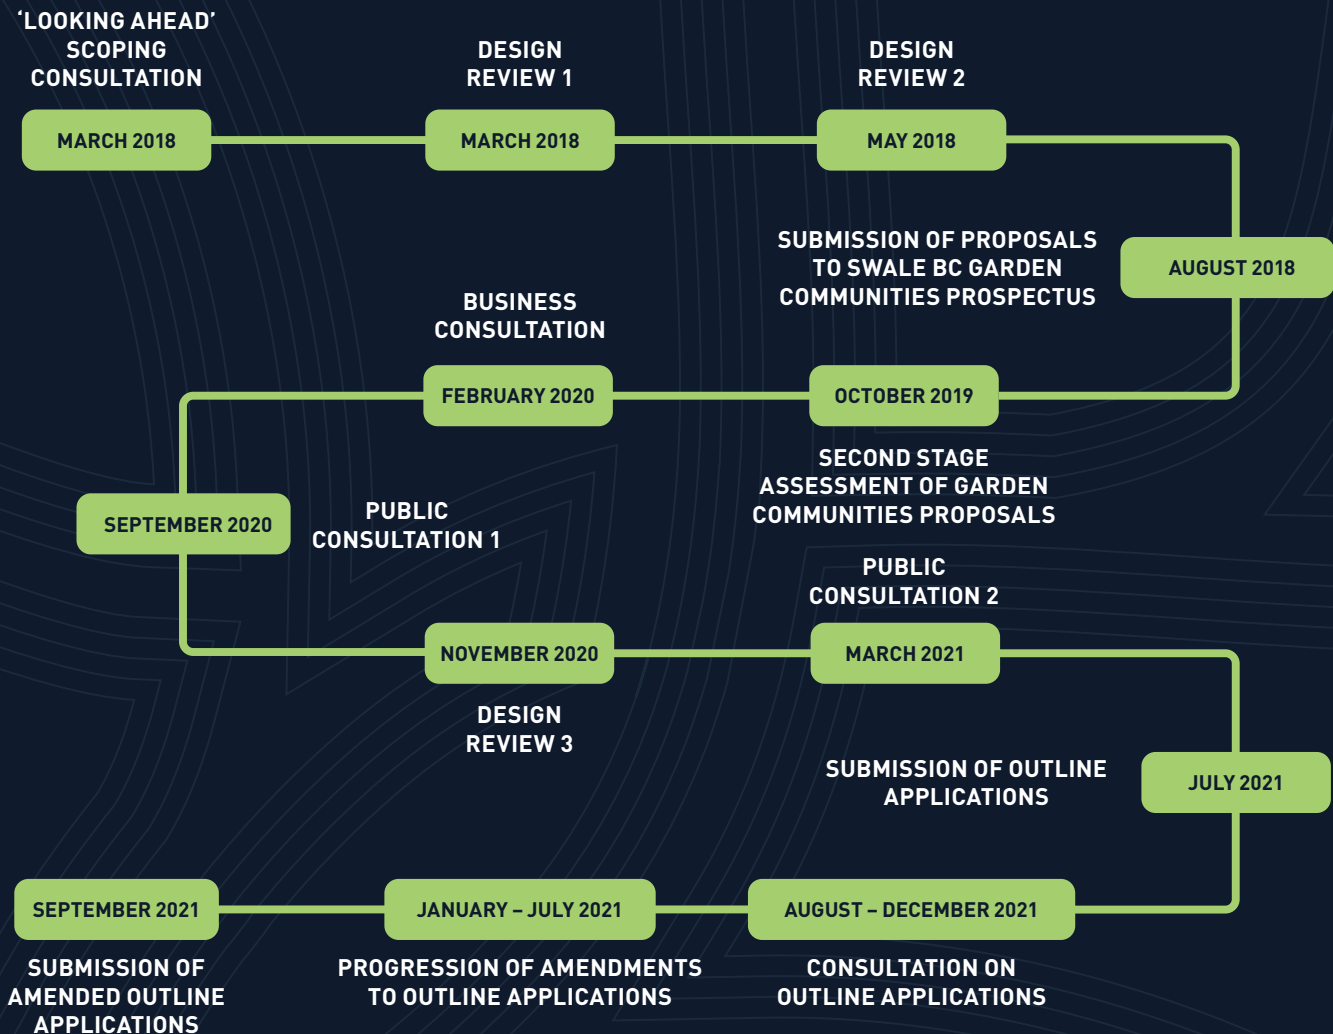 ‘LOOKING AHEAD’
SCOPING
CONSULTATION
MARCH 2018
DESIGN
REVIEW 1
MARCH 2018
DESIGN
REVIEW 2
MAY 2018
SUBMISSION OF PROPOSALS
TO SWALE BC GARDEN
COMMUNITIES PROSPECTUS
AUGUST 2018
OCTOBER 2019
SECOND STAGE
ASSESSMENT OF GARDEN
COMMUNITIES PROPOSALS
BUSINESS
CONSULTATION
FEBRUARY 2020
SEPTEMBER 2020
PUBLIC
CONSULTATION 1
NOVEMBER 2020
DESIGN
REVIEW 3
PUBLIC
CONSULTATION 2
MARCH 2021
SUBMISSION OF OUTLINE
APPLICATIONS
JULY 2021
AUGUST – DECEMBER 2021
CONSULTATION ON
OUTLINE APPLICATIONS
JANUARY – JULY 2021
PROGRESSION OF AMENDMENTS
TO OUTLINE APPLICATIONS
SEPTEMBER 2021
SUBMISSION OF
AMENDED OUTLINE
APPLICATIONS